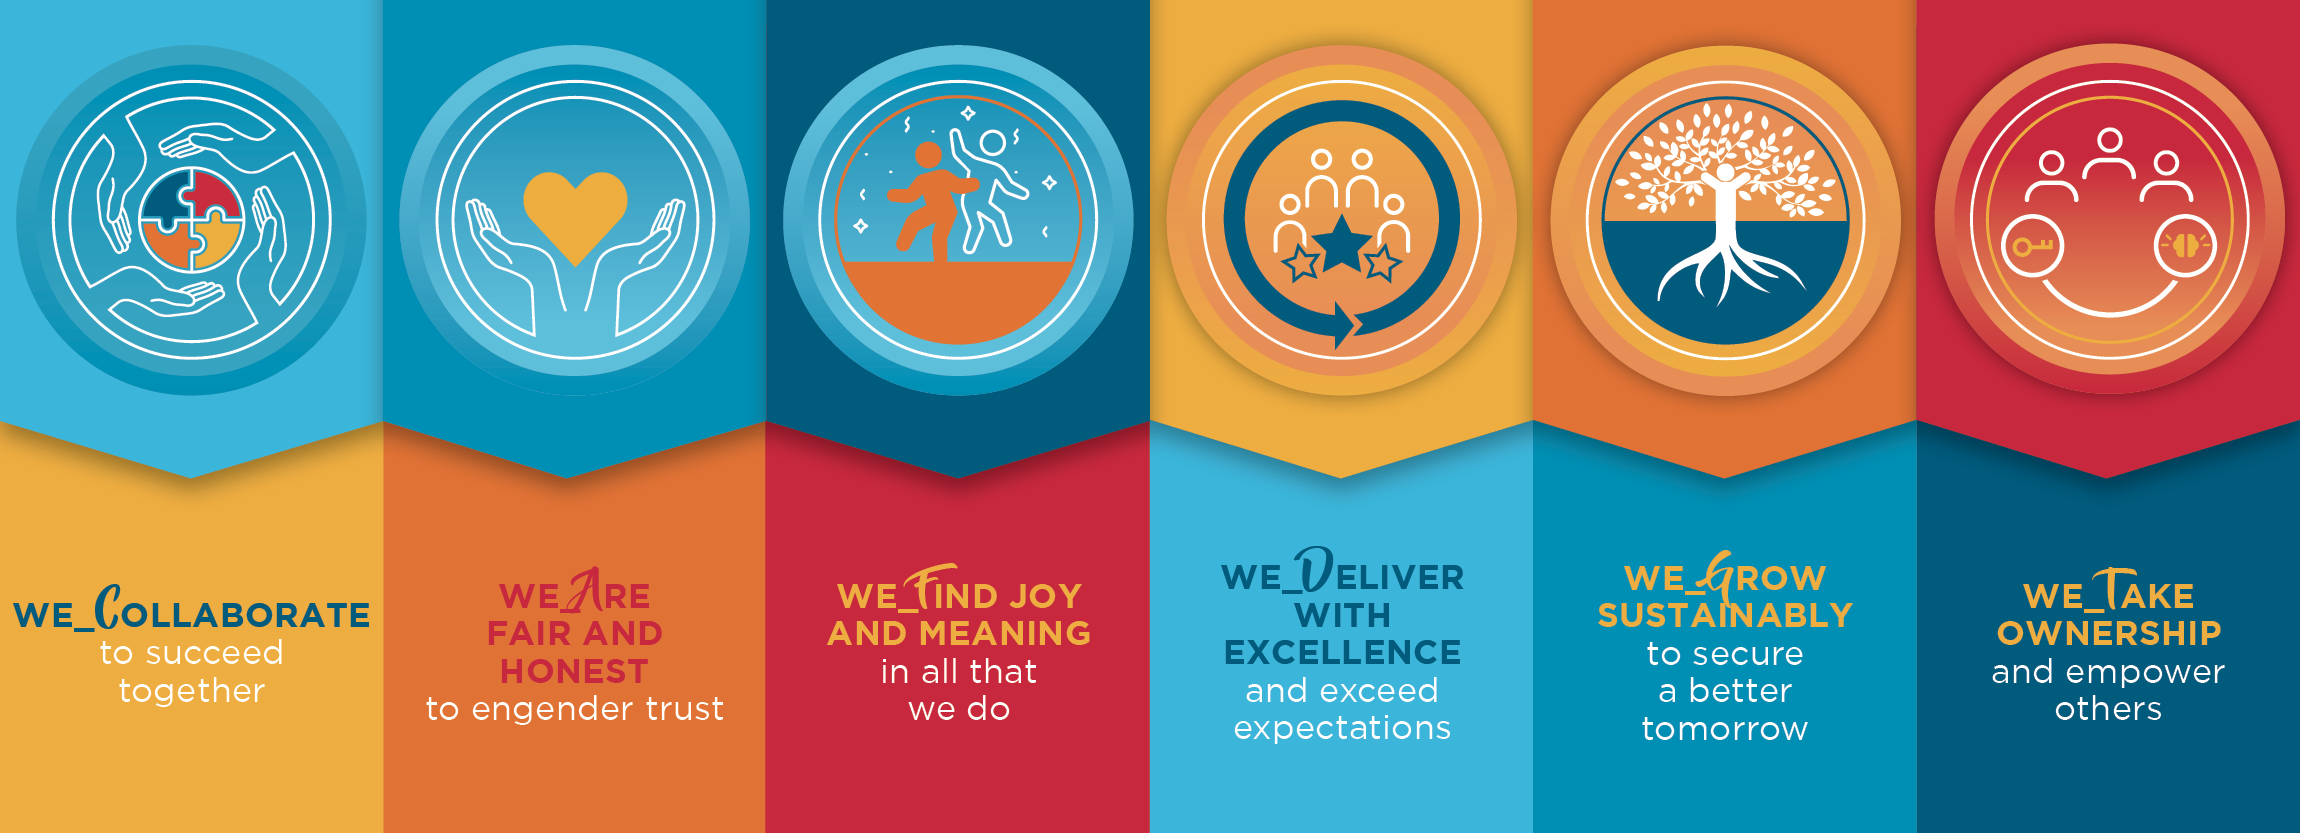 WE_COLLABORATE
to succeed
together
WE_ARE
FAIR AND
HONEST
to engender trust
WE_FIND JOY
AND MEANING
in all that
we do
WE_DELIVER
WITH
EXCELLENCE
and exceed
expectations
WE_GROW
SUSTAINABLY
to secure
a better
tomorrow
WE_TAKE
OWNERSHIP
and empower
others